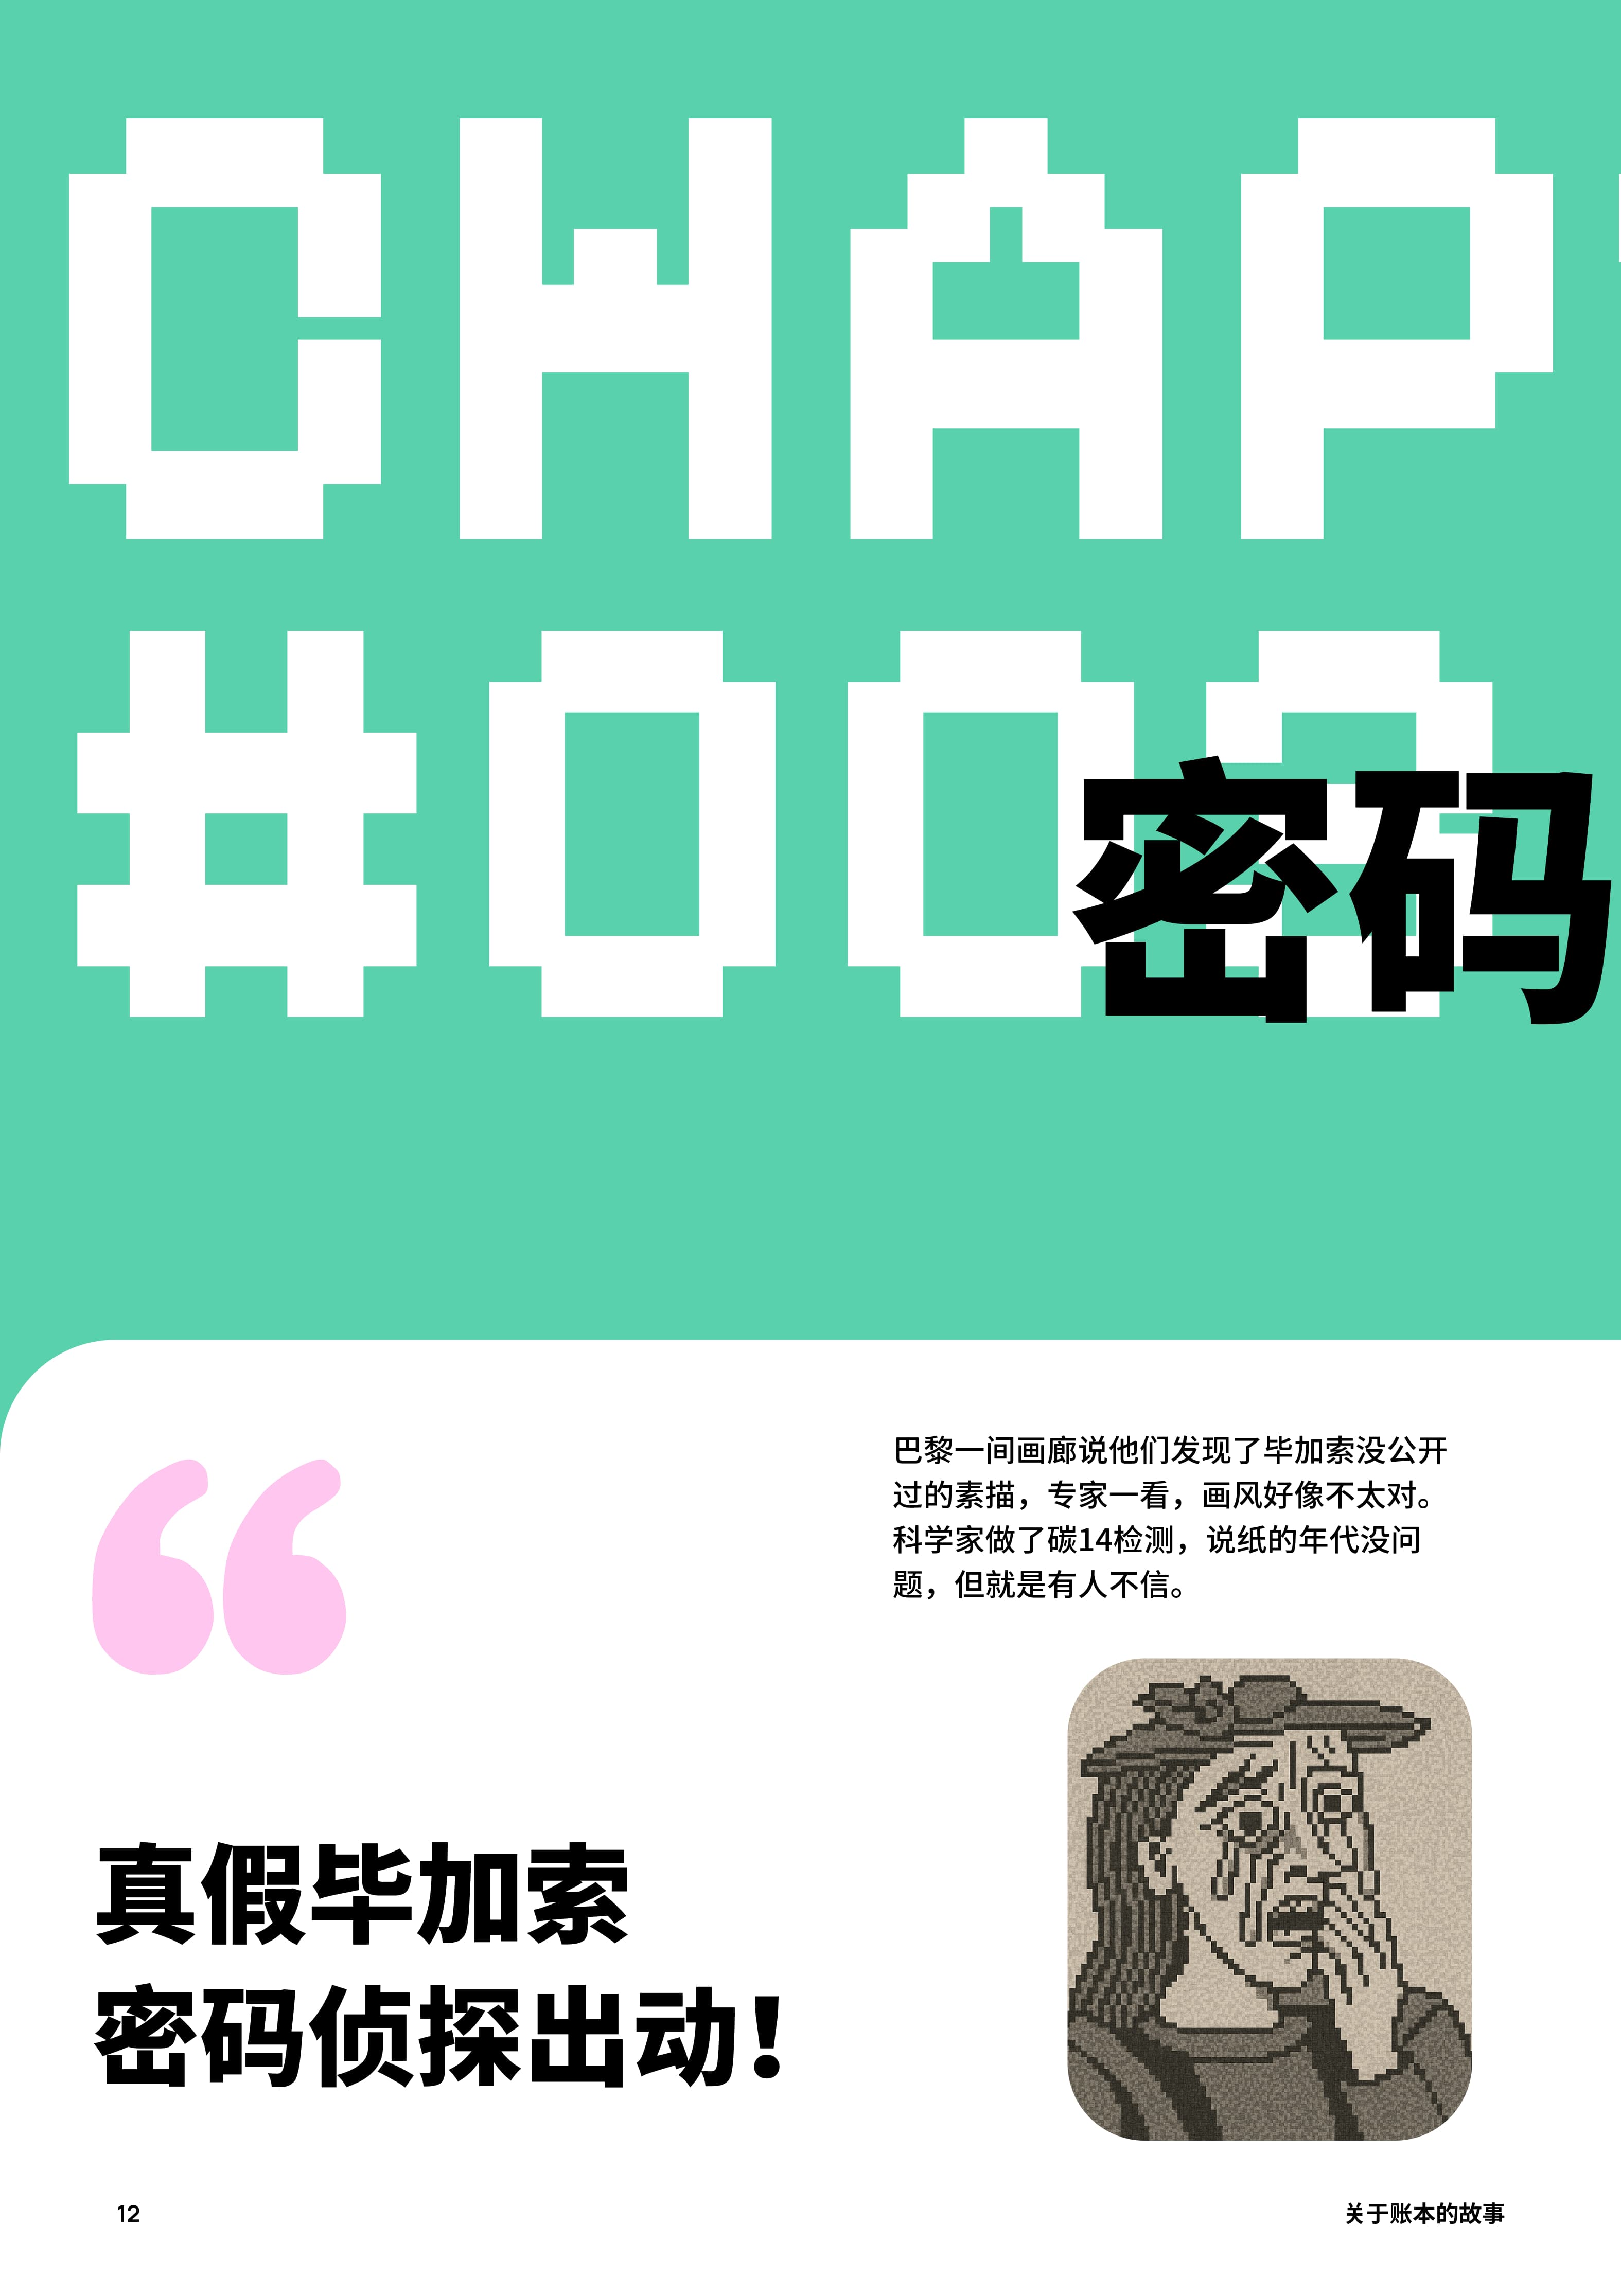 CHAP
#003
密码
巴黎一间画廊说他们发现了毕加索没公开
过的素描，专家一看，画风好像不太对。
科学家做了碳14检测，说纸的年代没问
题，但就是有人不信。
真假毕加索
密码侦探出动！
12
关于账本的故事